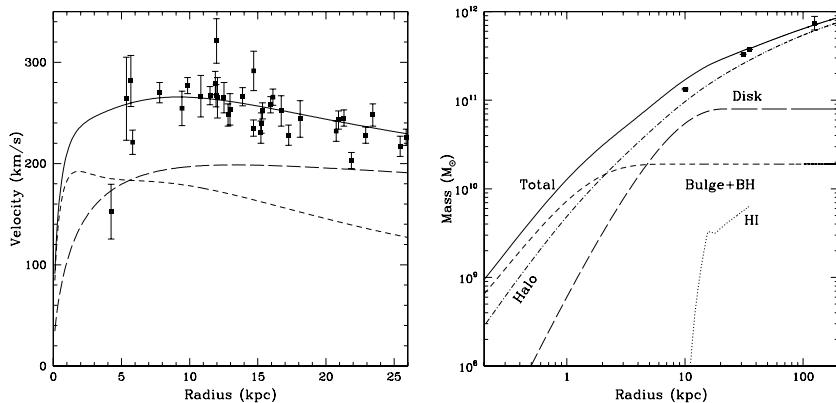 350
300
200
100
0
Velocity (km/s)
0
5
10
15
20
25
Radius (kpc)
10¹²
10¹¹
10¹⁰
10⁹
10⁸
Mass (M⊙)
Disk
Total
Bulge+BH
HI
Halo
1
10
100
Radius (kpc)